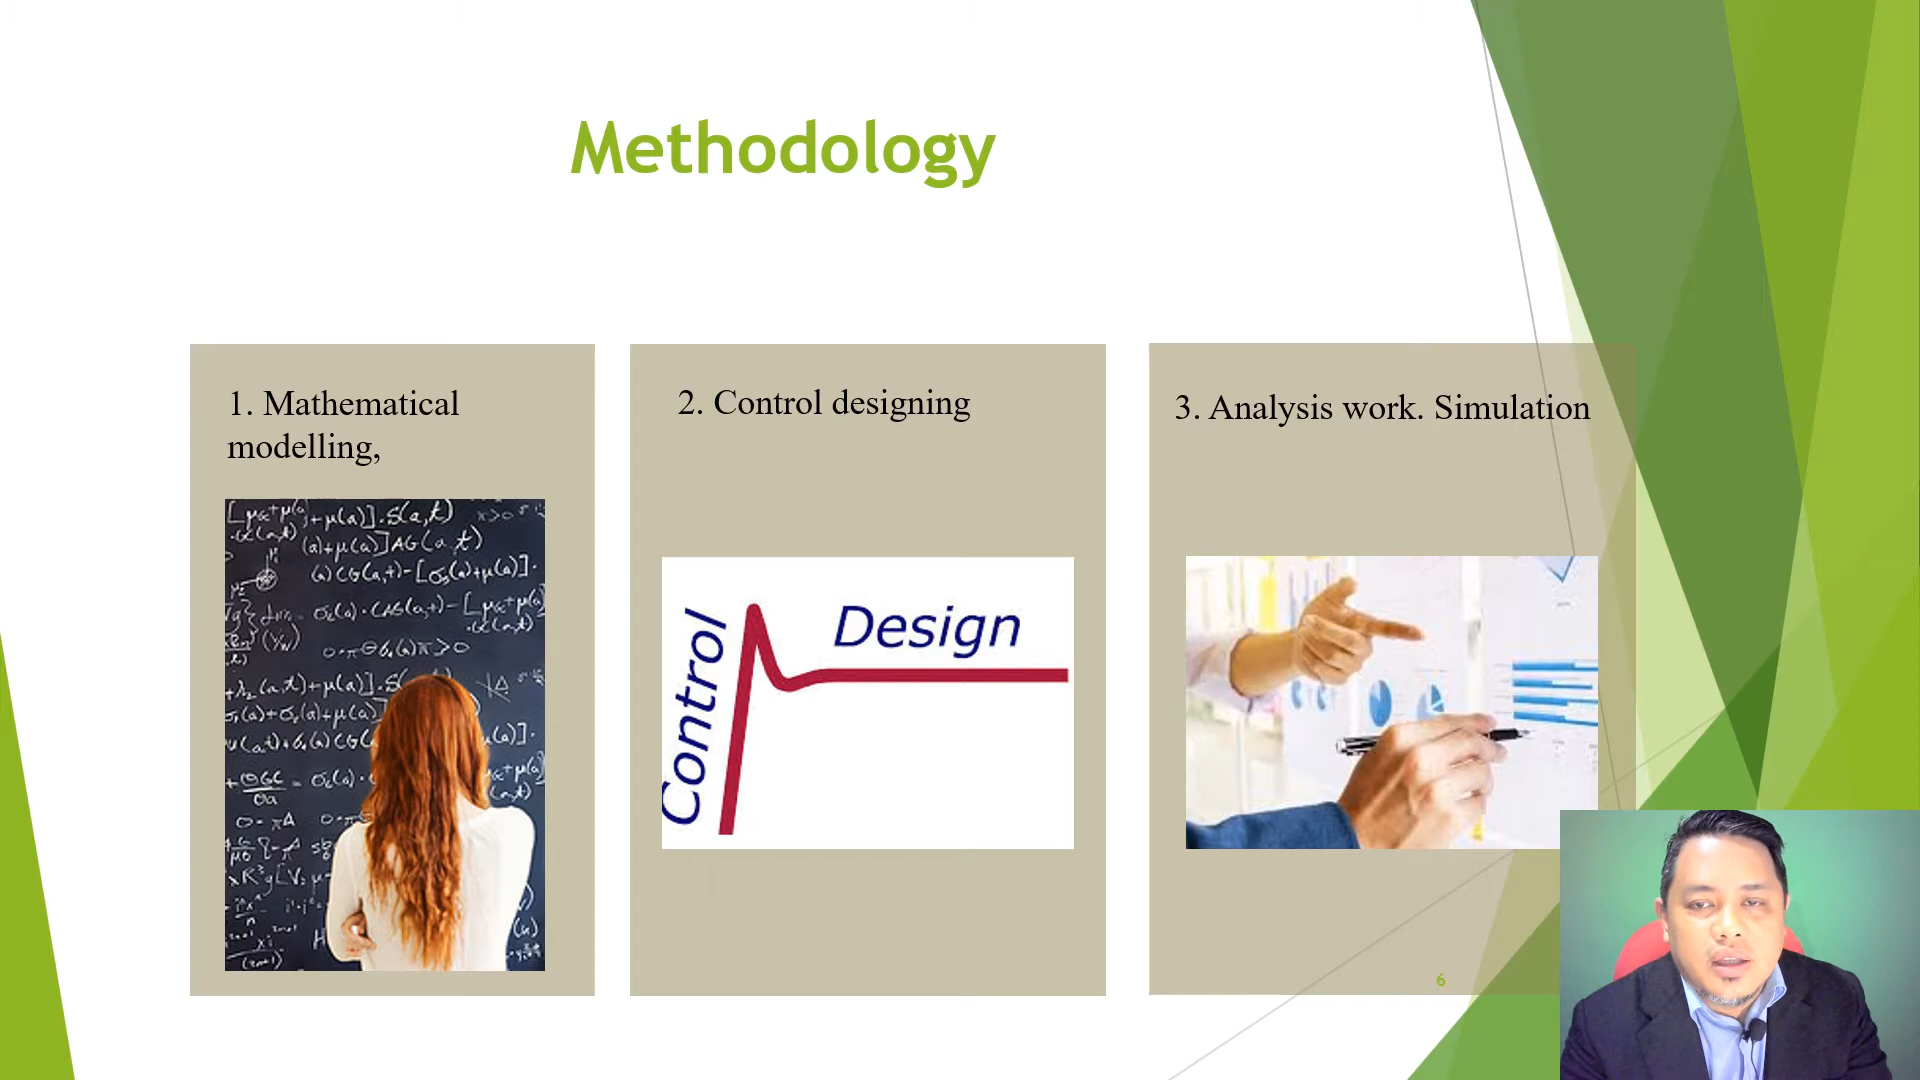 Methodology
1. Mathematical
modelling,
2. Control designing
3. Analysis work. Simulation
Control
Design
6